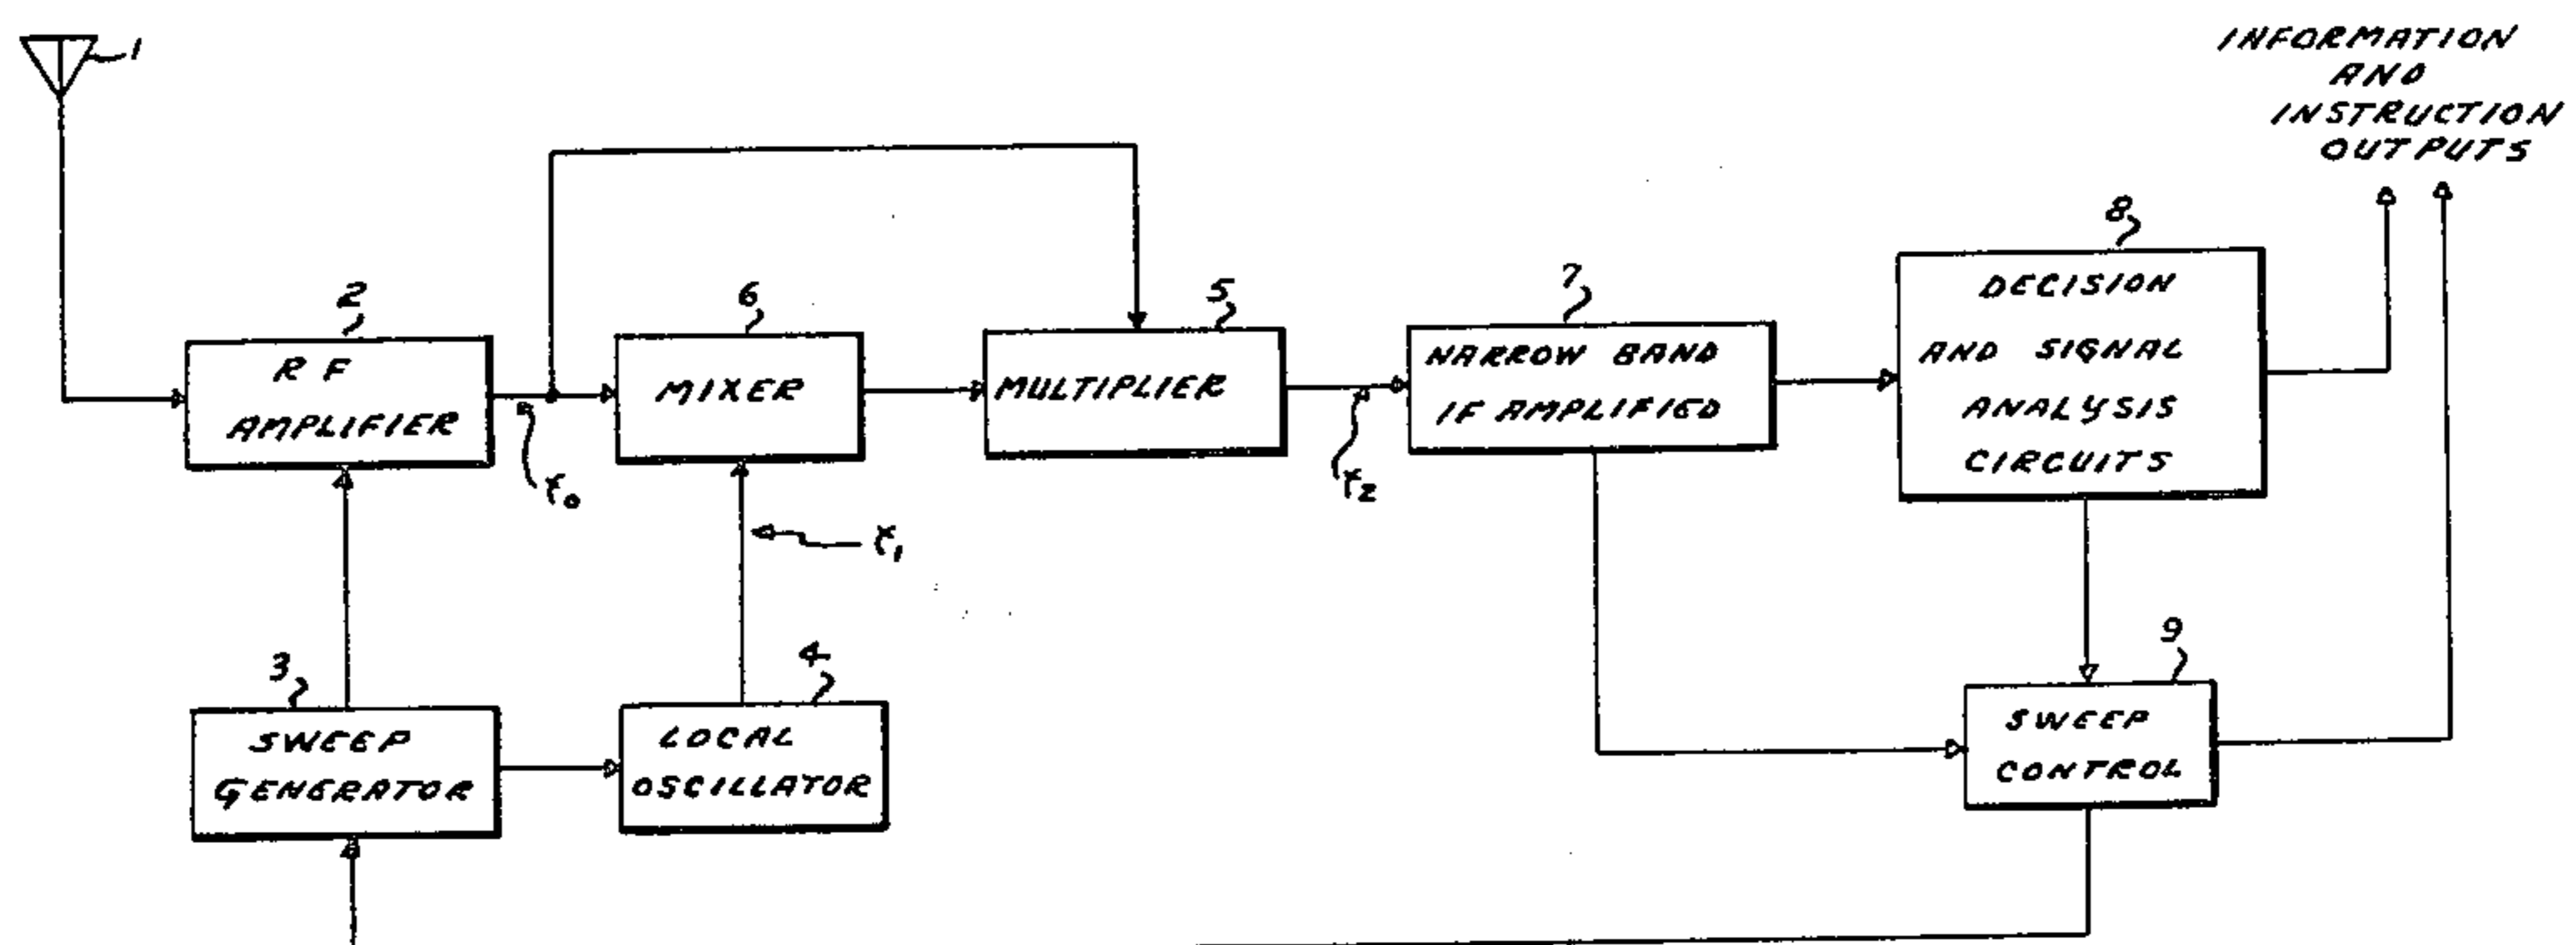 1
INFORMATION
AND
INSTRUCTION
OUTPUTS
2
RF
AMPLIFIER
6
MIXER
5
MULTIPLIER
7
NARROW BAND
IF AMPLIFIED
8
DECISION
AND SIGNAL
ANALYSIS
CIRCUITS
f₀
f₂
f₁
3
SWEEP
GENERATOR
4
LOCAL
OSCILLATOR
9
SWEEP
CONTROL